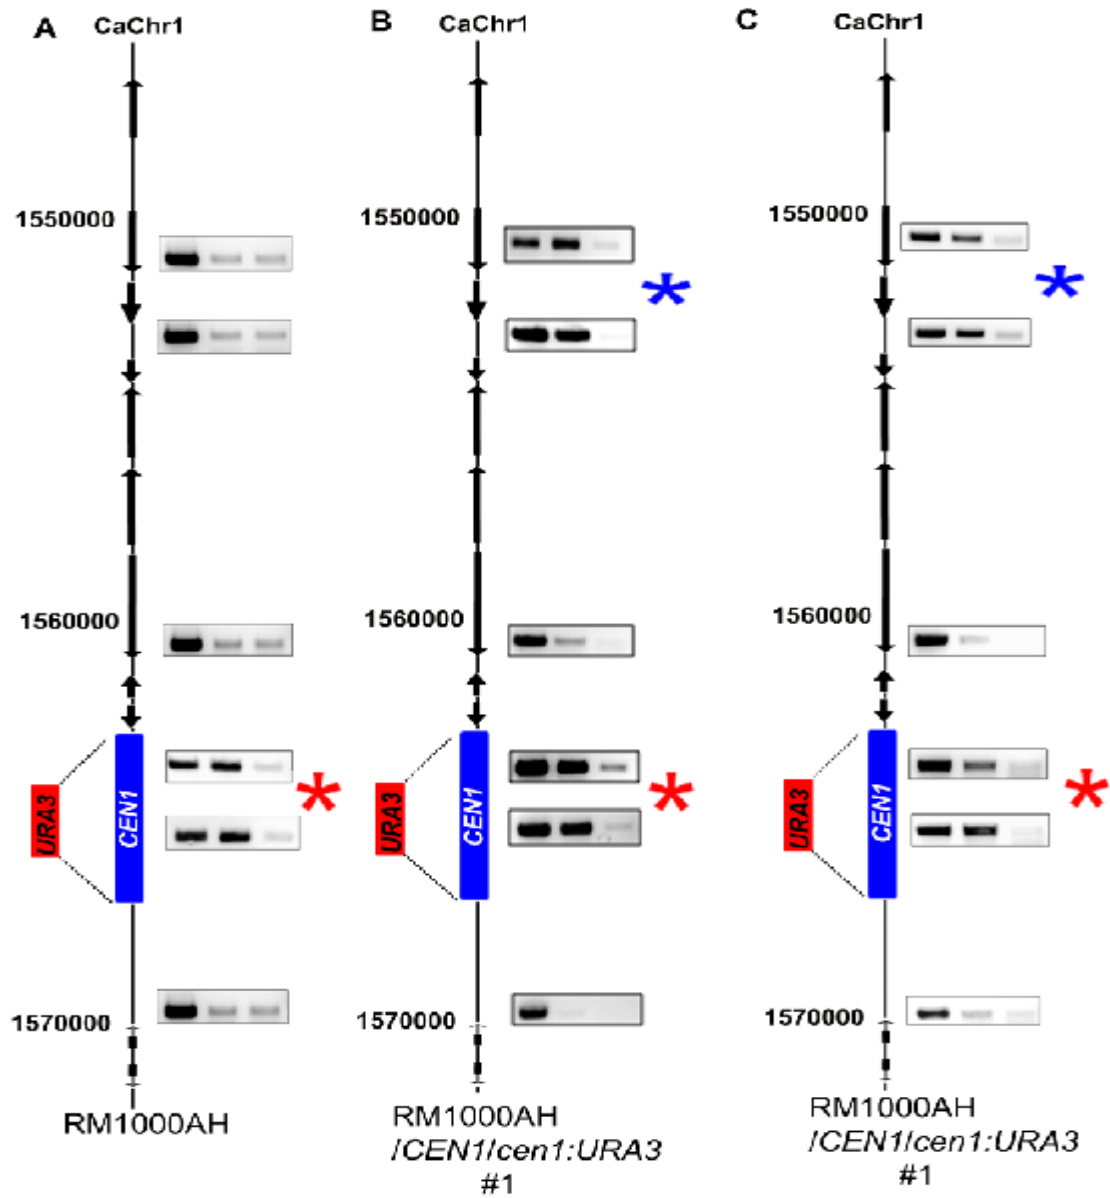 A
CaChr1
1550000
1560000
URA3
CEN1
1570000
RM1000AH
B
CaChr1
1550000
1560000
URA3
CEN1
1570000
RM1000AH
/CEN1/cen1:URA3
#1
C
CaChr1
1550000
1560000
URA3
CEN1
1570000
RM1000AH
/CEN1/cen1:URA3
#1